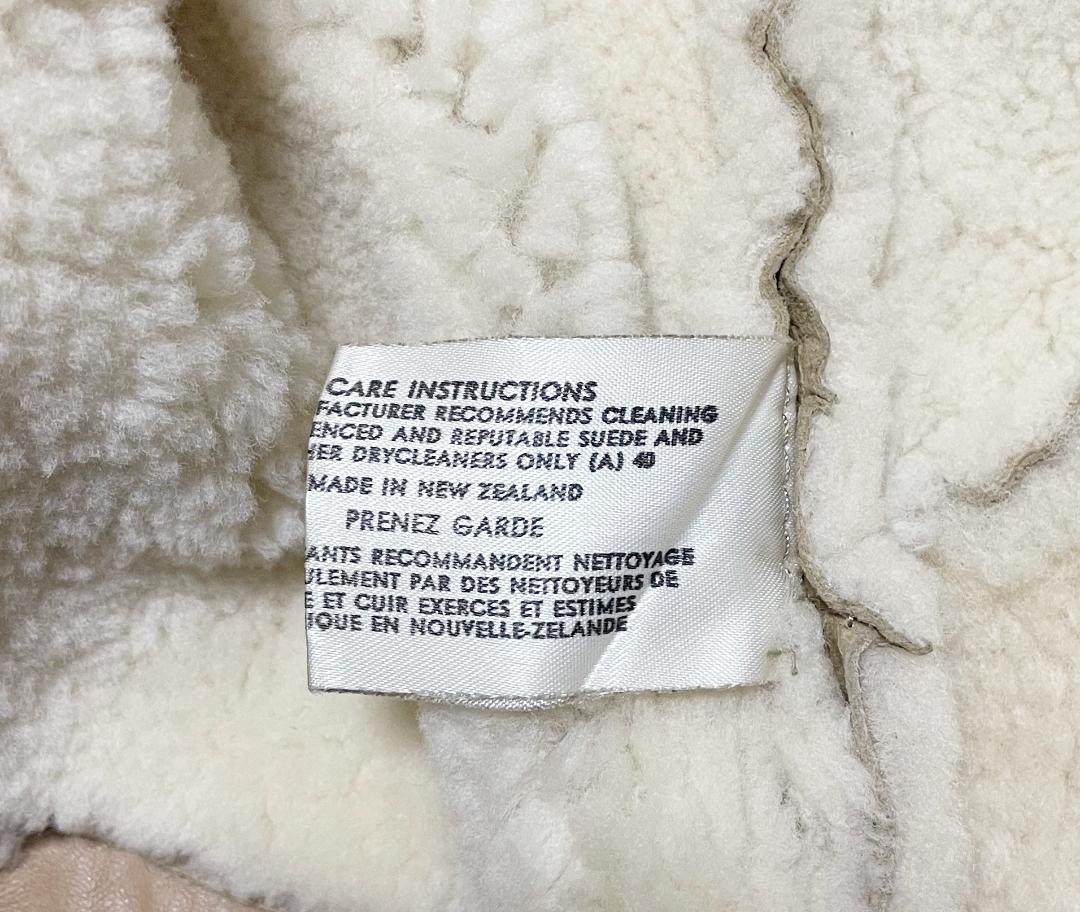 CARE INSTRUCTIONS
FACTURER RECOMMENDS CLEANING
ENCED AND REPUTABLE SUEDE AND
HER DRYCLEANERS ONLY (A) 40
MADE IN NEW ZEALAND
PRENEZ GARDE
ANTS RECOMMANDENT NETTOYAGE
ULEMENT PAR DES NETTOYEURS DE
E ET CUIR EXERCES ET ESTIMES
IQUE EN NOUVELLE-ZELANDE